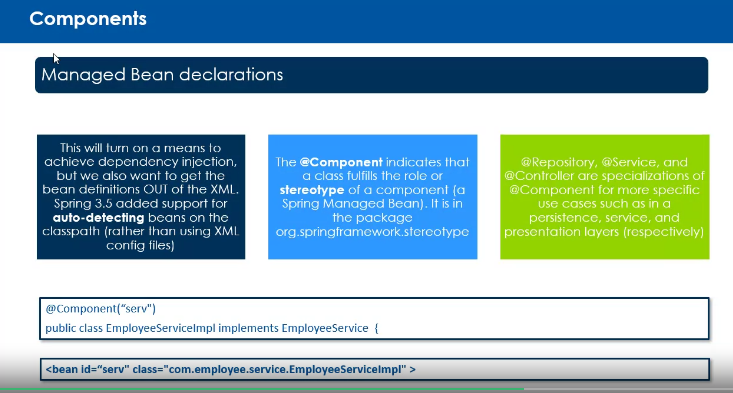 Components
Managed Bean declarations
This will turn on a means to
achieve dependency injection,
but we also want to get the
bean definitions OUT of the XML.
Spring 3.5 added support for
auto-detecting beans on the
classpath (rather than using XML
config files)
The @Component indicates that
a class fulfills the role or
stereotype of a component (a
Spring Managed Bean). It is in
the package
org.springframework.stereotype
@Repository, @Service, and
@Controller are specializations of
@Component for more specific
use cases such as in a
persistence, service, and
presentation layers (respectively)
@Component(“serv")
public class EmployeeServiceImpl implements EmployeeService {
<bean id=“serv" class="com.employee.service.EmployeeServiceImpl" >